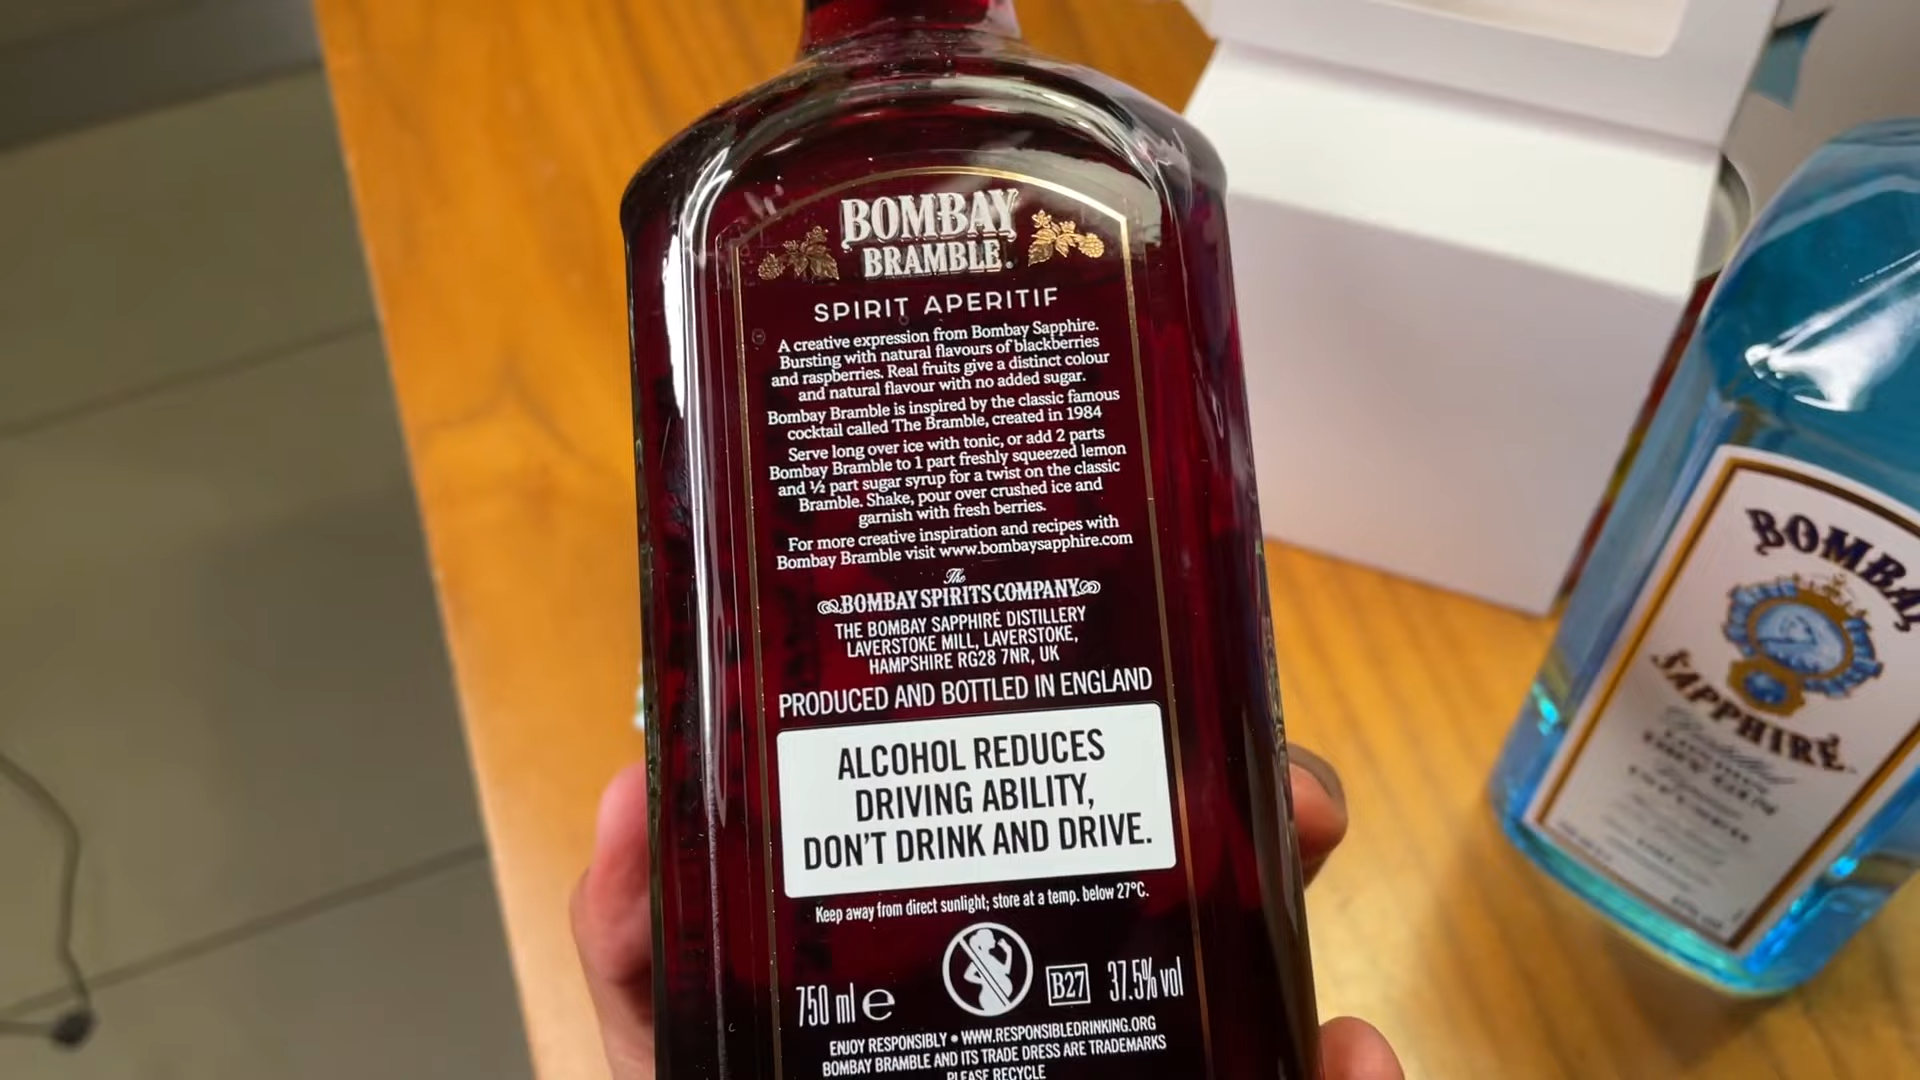 BOMBAY
BRAMBLE®
SPIRIT APERITIF
A creative expression from Bombay Sapphire.
Bursting with natural flavours of blackberries
and raspberries. Real fruits give a distinct colour
and natural flavour with no added sugar.
Bombay Bramble is inspired by the classic famous
cocktail called The Bramble, created in 1984
Serve long over ice with tonic, or add 2 parts
Bombay Bramble to 1 part freshly squeezed lemon
and ½ part sugar syrup for a twist on the classic
Bramble. Shake, pour over crushed ice and
garnish with fresh berries.
For more creative inspiration and recipes with
Bombay Bramble visit www.bombaysapphire.com
The
BOMBAY SPIRITS COMPANY
THE BOMBAY SAPPHIRE DISTILLERY
LAVERSTOKE MILL, LAVERSTOKE,
HAMPSHIRE RG28 7NR, UK
PRODUCED AND BOTTLED IN ENGLAND
ALCOHOL REDUCES
DRIVING ABILITY,
DON'T DRINK AND DRIVE.
Keep away from direct sunlight; store at a temp. below 27°C.
750 ml e
B27
37.5% vol
ENJOY RESPONSIBLY • WWW.RESPONSIBLEDRINKING.ORG
BOMBAY BRAMBLE AND ITS TRADE DRESS ARE TRADEMARKS
PLEASE RECYCLE
BOMBAY
SAPPHIRE